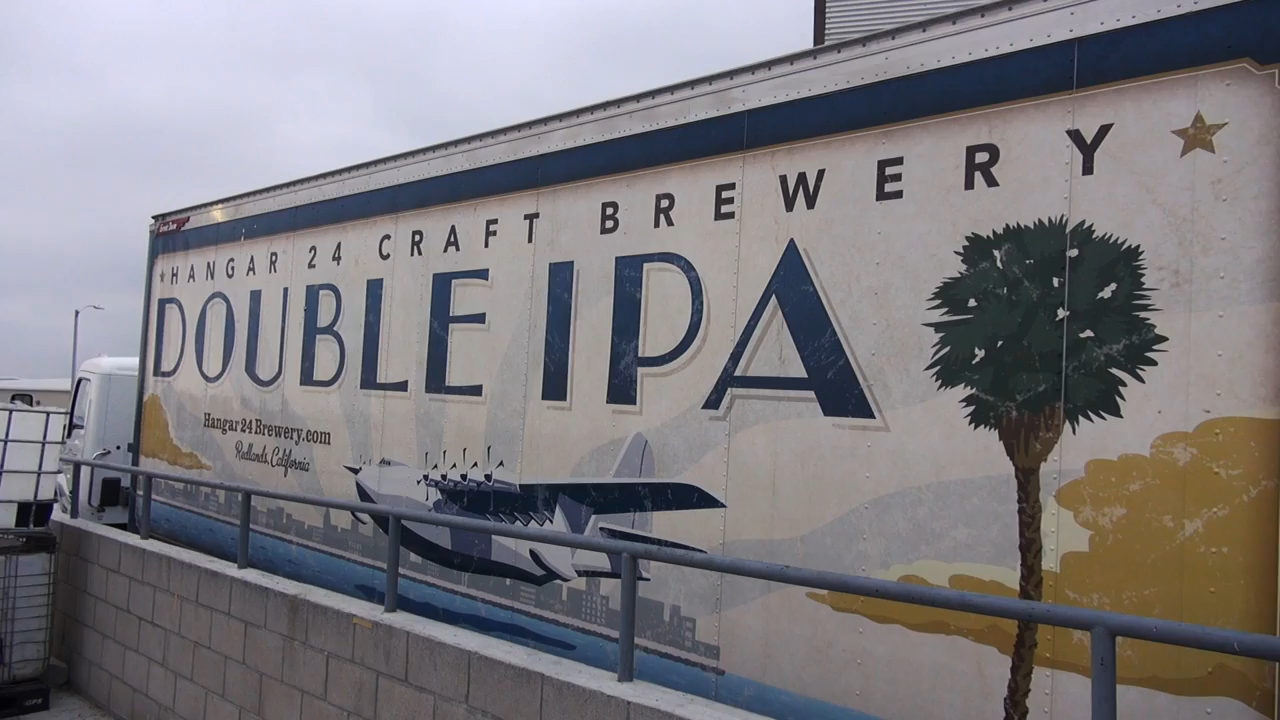 HANGAR 24 CRAFT BREWERY
DOUBLE IPA
Hangar24Brewery.com
Redlands, California